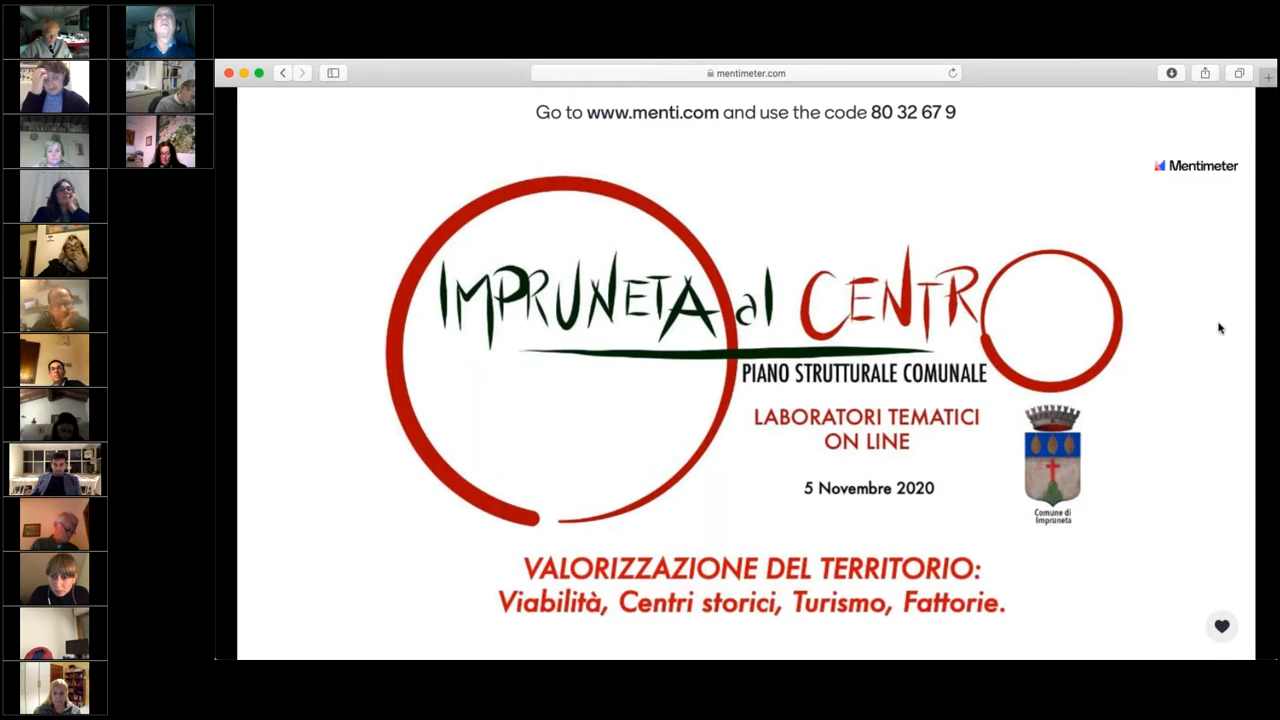 mentimeter.com
Go to www.menti.com and use the code 80 32 67 9
Mentimeter
IMPRUNETA al CENTRO
PIANO STRUTTURALE COMUNALE
LABORATORI TEMATICI
ON LINE
5 Novembre 2020
Comune di
Impruneta
VALORIZZAZIONE DEL TERRITORIO:
Viabilità, Centri storici, Turismo, Fattorie.